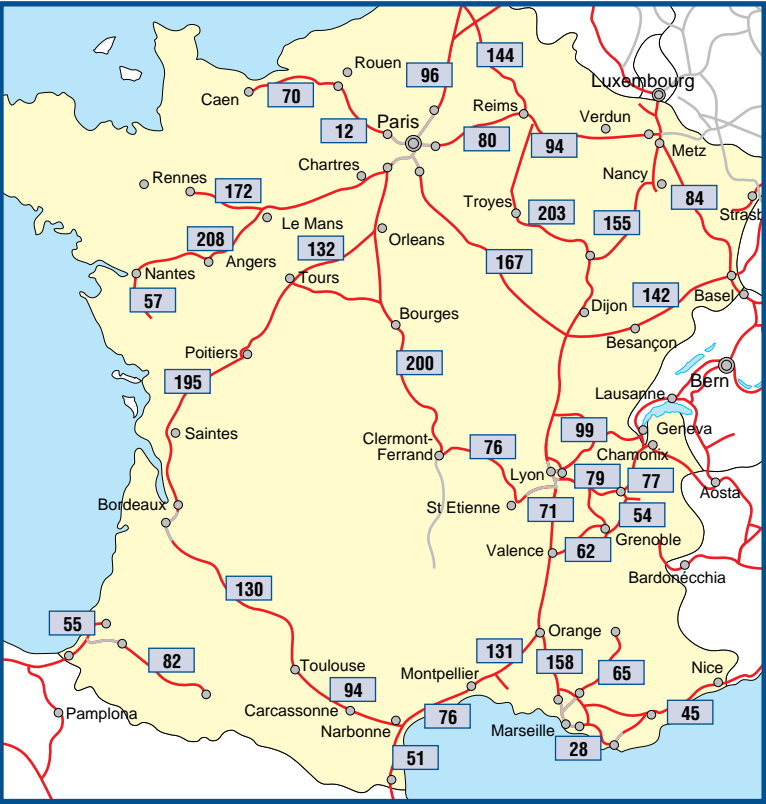 144
Rouen
96
Luxembourg
70
Caen
Reims
Verdun
12
Paris
80
94
Metz
Chartres
Nancy
Rennes
172
84
Troyes
203
Strasb
Le Mans
155
208
132
Orleans
Angers
167
Nantes
Tours
142
Basel
57
Dijon
Bourges
Besançon
Poitiers
200
Bern
195
Lausanne
99
Geneva
Saintes
Clermont-
Ferrand
76
Chamonix
Lyon
79
77
Aosta
Bordeaux
St Etienne
71
54
Grenoble
Valence
62
Bardonécchia
130
55
Orange
131
158
65
82
Toulouse
Montpellier
Nice
94
Carcassonne
76
45
Pamplona
Narbonne
Marseille
28
51